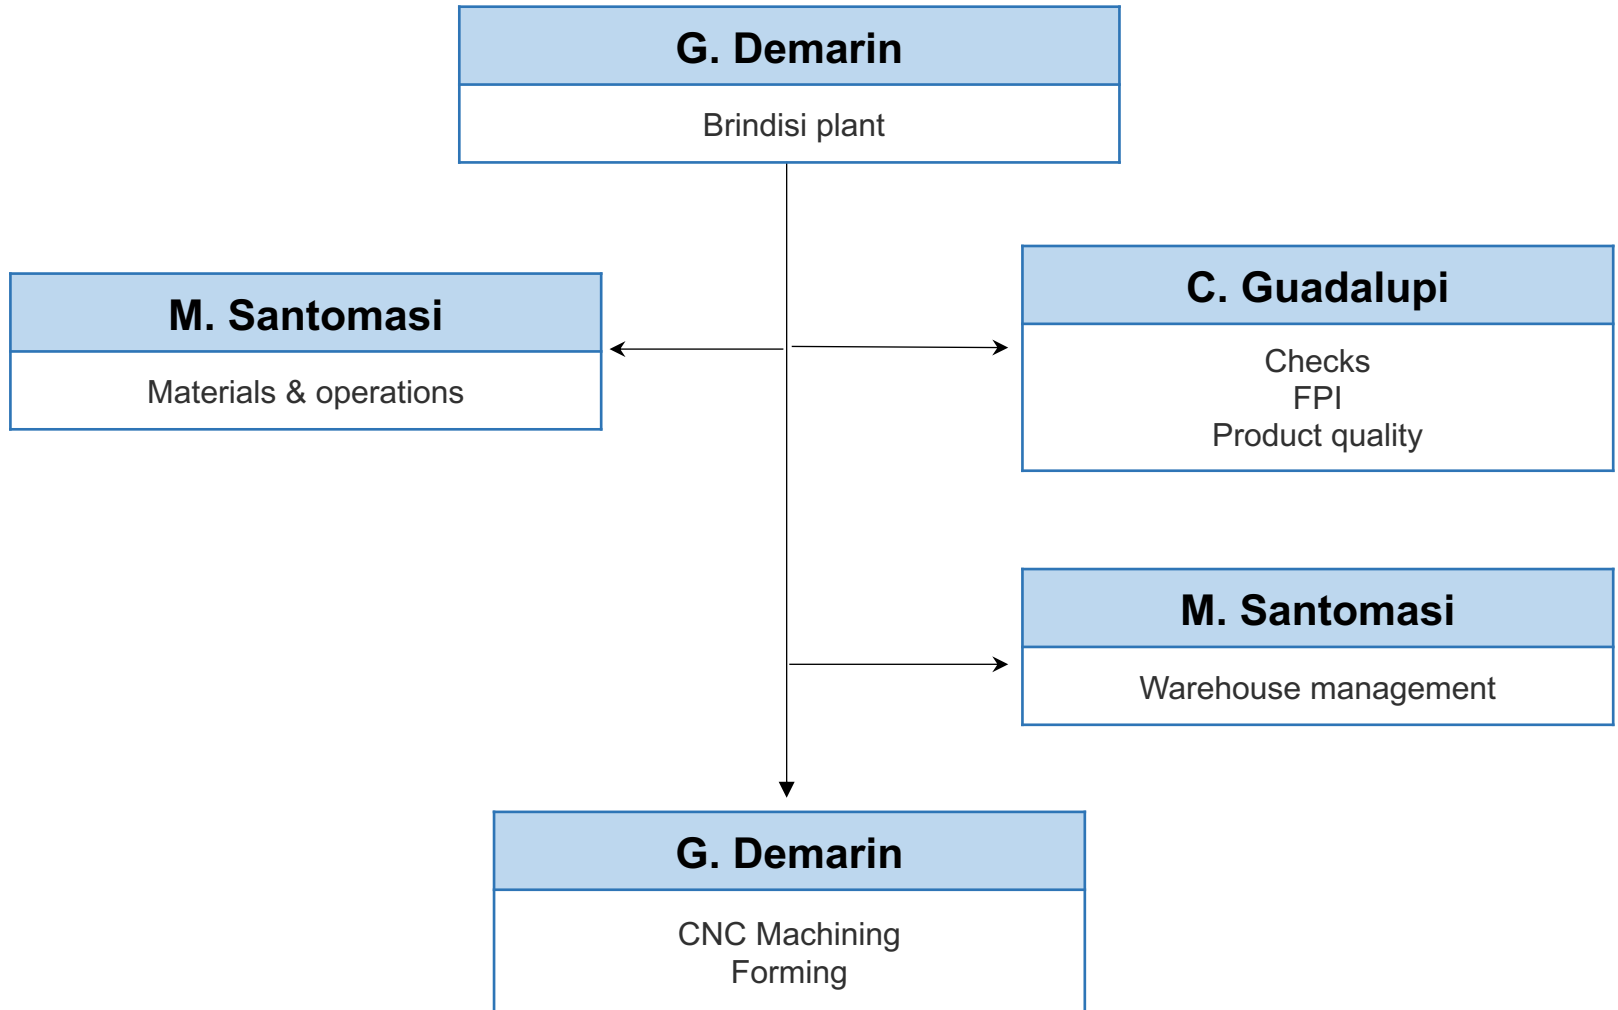 G. Demarin
Brindisi plant
M. Santomasi
Materials & operations
C. Guadalupi
Checks
FPI
Product quality
M. Santomasi
Warehouse management
G. Demarin
CNC Machining
Forming